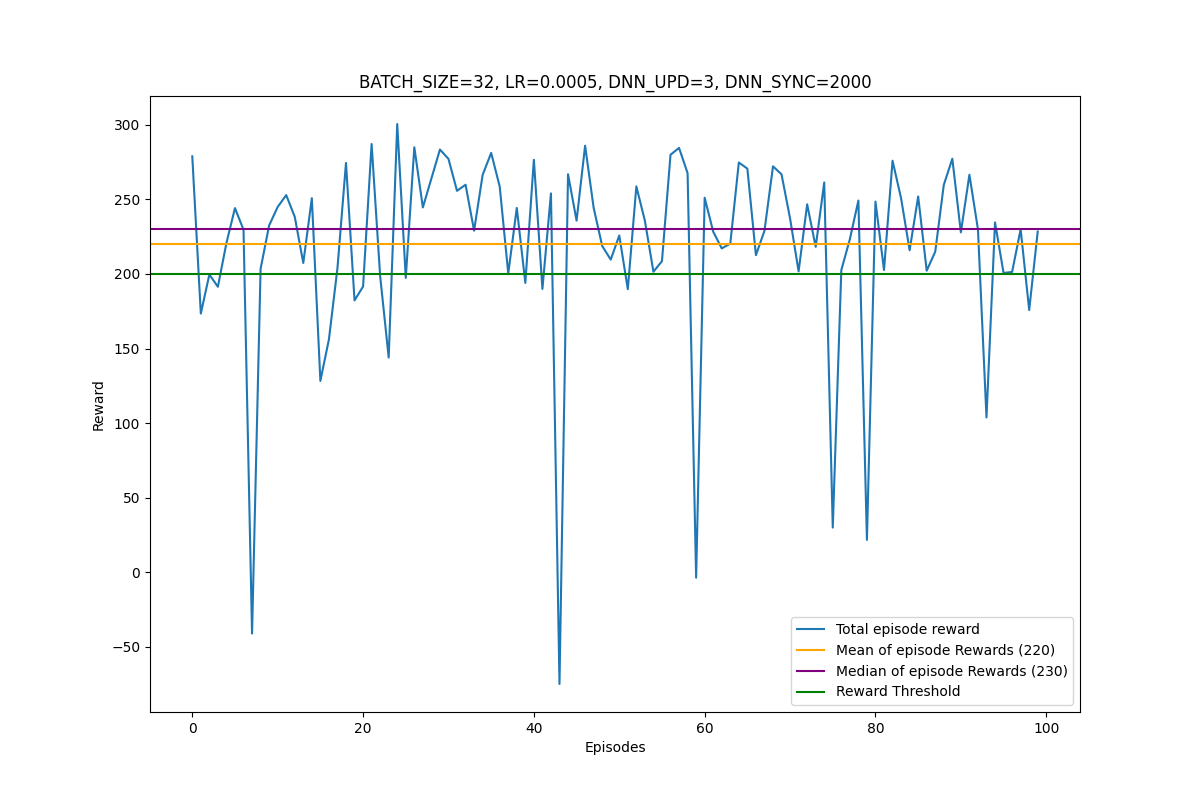 BATCH_SIZE=32, LR=0.0005, DNN_UPD=3, DNN_SYNC=2000
300
250
200
150
100
50
0
−50
Reward
Total episode reward
Mean of episode Rewards (220)
Median of episode Rewards (230)
Reward Threshold
0 20 40 60 80 100
Episodes